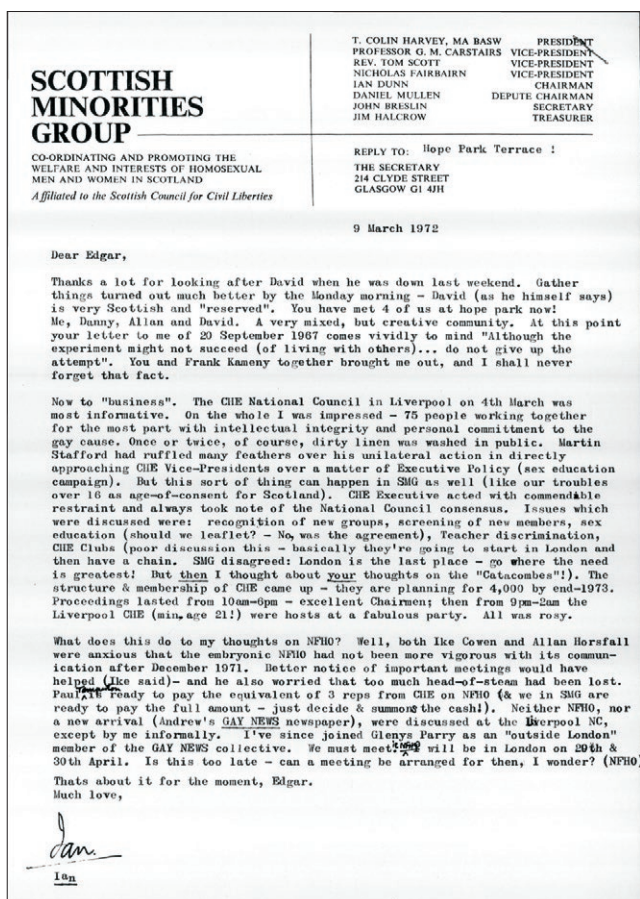 SCOTTISH
MINORITIES
GROUP
CO-ORDINATING AND PROMOTING THE
WELFARE AND INTERESTS OF HOMOSEXUAL
MEN AND WOMEN IN SCOTLAND
Affiliated to the Scottish Council for Civil Liberties
T. COLIN HARVEY, MA BASW PRESIDENT
PROFESSOR G. M. CARSTAIRS VICE-PRESIDENT
REV. TOM SCOTT VICE-PRESIDENT
NICHOLAS FAIRBAIRN VICE-PRESIDENT
IAN DUNN CHAIRMAN
DANIEL MULLEN DEPUTE CHAIRMAN
JOHN BRESLIN SECRETARY
JIM HALCROW TREASURER
REPLY TO: Hope Park Terrace !
THE SECRETARY
214 CLYDE STREET
GLASGOW G1 4JH
9 March 1972
Dear Edgar,
Thanks a lot for looking after David when he was down last weekend. Gather
things turned out much better by the Monday morning - David (as he himself says)
is very Scottish and "reserved". You have met 4 of us at hope park now!
Me, Danny, Allan and David. A very mixed, but creative community. At this point
your letter to me of 20 September 1967 comes vividly to mind "Although the
experiment might not succeed (of living with others)... do not give up the
attempt". You and Frank Kameny together brought me out, and I shall never
forget that fact.
Now to "business". The CHE National Council in Liverpool on 4th March was
most informative. On the whole I was impressed - 75 people working together
for the most part with intellectual integrity and personal committment to the
gay cause. Once or twice, of course, dirty linen was washed in public. Martin
Stafford had ruffled many feathers over his unilateral action in directly
approaching CHE Vice-Presidents over a matter of Executive Policy (sex education
campaign). But this sort of thing can happen in SMG as well (like our troubles
over 16 as age-of-consent for Scotland). CHE Executive acted with commendable
restraint and always took note of the National Council consensus. Issues which
were discussed were: recognition of new groups, screening of new members, sex
education (should we leaflet? - No, was the agreement), Teacher discrimination,
CHE Clubs (poor discussion this - basically they're going to start in London and
then have a chain. SMG disagreed: London is the last place - go where the need
is greatest! But then I thought about your thoughts on the "Catacombes"!). The
structure & membership of CHE came up - they are planning for 4,000 by end-1973.
Proceedings lasted from 10am-6pm - excellent Chairmen; then from 9pm-2am the
Liverpool CHE (min. age 21!) were hosts at a fabulous party. All was rosy.
What does this do to my thoughts on NFHO? Well, both Ike Cowen and Allan Horsfall
were anxious that the embryonic NFHO had not been more vigorous with its commun-
ication after December 1971. Better notice of important meetings would have
helped (Ike said)- and he also worried that too much head-of-steam had been lost.
Paul ready to pay the equivalent of 3 reps from CHE on NFHO (& we in SMG are
ready to pay the full amount - just decide & summons the cash!). Neither NFHO, nor
a new arrival (Andrew's GAY NEWS newspaper), were discussed at the Liverpool NC,
except by me informally. I've since joined Glenys Parry as an "outside London"
member of the GAY NEWS collective. We must meet! will be in London on 29th &
30th April. Is this too late - can a meeting be arranged for then, I wonder? (NFHO)
Thats about it for the moment, Edgar.
Much love,
Ian.
Ian